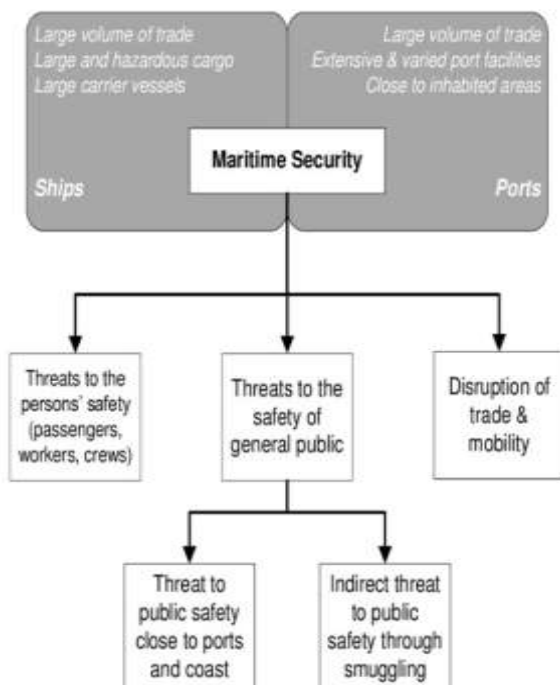 Large volume of trade
Large and hazardous cargo
Large carrier vessels
Ships
Large volume of trade
Extensive & varied port facilities
Close to inhabited areas
Ports
Maritime Security
Threats to the
persons' safety
(passengers,
workers, crews)
Threats to the
safety of
general public
Disruption of
trade &
mobility
Threat to
public safety
close to ports
and coast
Indirect threat
to public
safety through
smuggling